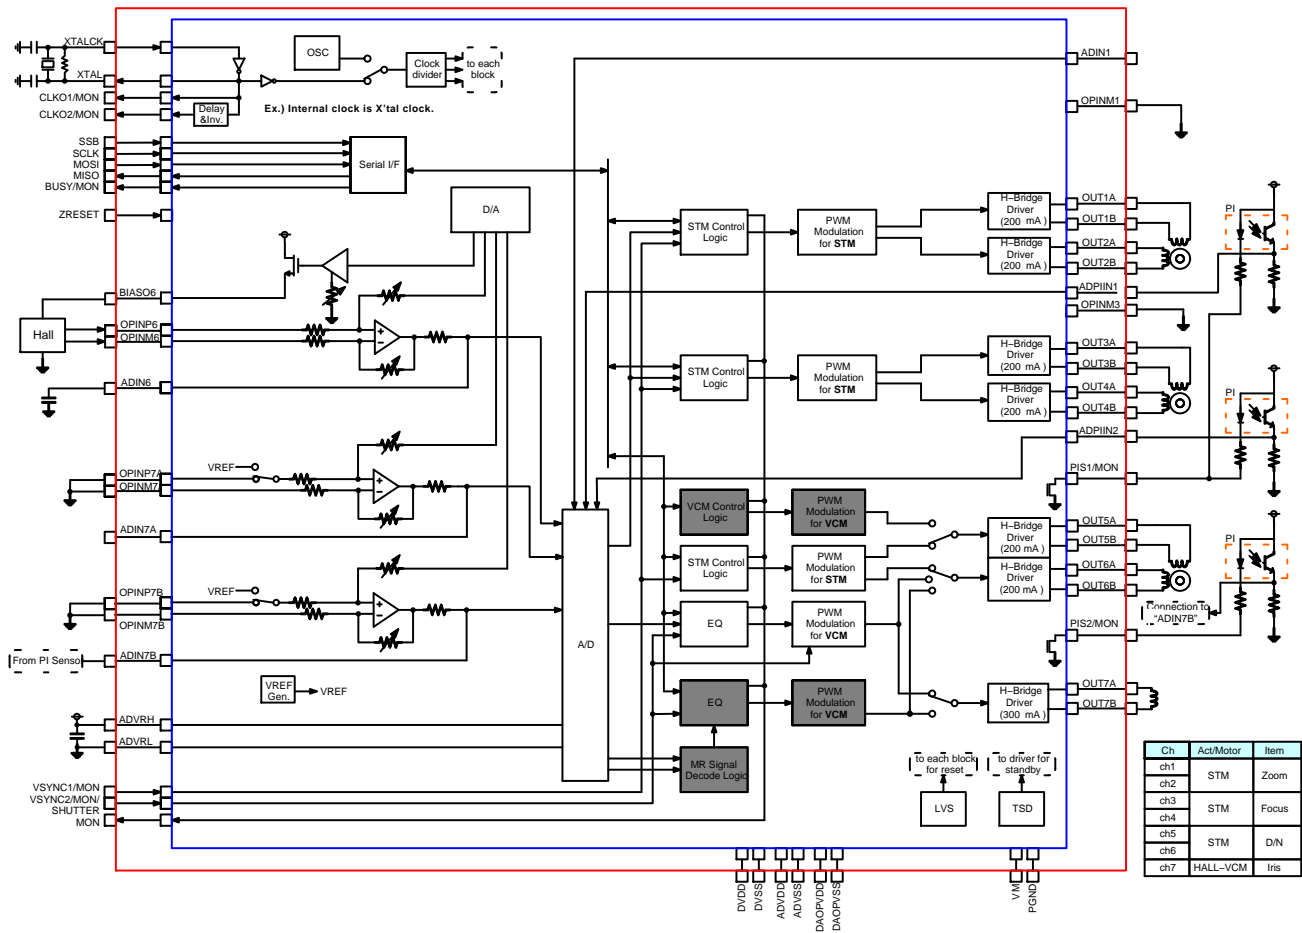 XTALCK
XTAL
CLKO1/MON
CLKO2/MON
OSC
Clock
divider
to each
block
Delay
&Inv.
Ex.) Internal clock is X'tal clock.
SSB
SCLK
MOSI
MISO
BUSY/MON
Serial I/F
ZRESET
D/A
BIASO6
Hall
OPINP6
OPINM6
ADIN6
OPINP7A
OPINM7
VREF
ADIN7A
OPINP7B
OPINM7B
VREF
ADIN7B
From PI Senso
VREF
Gen.
VREF
ADVRH
ADVRL
VSYNC1/MON
VSYNC2/MON/
SHUTTER
MON
A/D
STM Control
Logic
PWM
Modulation
for STM
H-Bridge
Driver
(200 mA)
H-Bridge
Driver
(200 mA)
STM Control
Logic
PWM
Modulation
for STM
H-Bridge
Driver
(200 mA)
H-Bridge
Driver
(200 mA)
VCM Control
Logic
PWM
Modulation
for VCM
STM Control
Logic
PWM
Modulation
for STM
H-Bridge
Driver
(200 mA)
H-Bridge
Driver
(200 mA)
EQ
PWM
Modulation
for VCM
EQ
PWM
Modulation
for VCM
H-Bridge
Driver
(300 mA)
MR Signal
Decode Logic
to each block
for reset
to driver for
standby
LVS
TSD
ADIN1
OPINM1
OUT1A
OUT1B
OUT2A
OUT2B
ADPIIN1
OPINM3
OUT3A
OUT3B
OUT4A
OUT4B
ADPIIN2
PIS1/MON
OUT5A
OUT5B
OUT6A
OUT6B
PIS2/MON
OUT7A
OUT7B
PI
PI
PI
Connection to
"ADIN7B"
DVDD
DVSS
ADVDD
ADVSS
DAOPVDD
DAOPVSS
VM
PGND
Ch Act/Motor Item
ch1
STM Zoom
ch2
ch3
STM Focus
ch4
ch5
STM D/N
ch6
ch7 HALL-VCM Iris